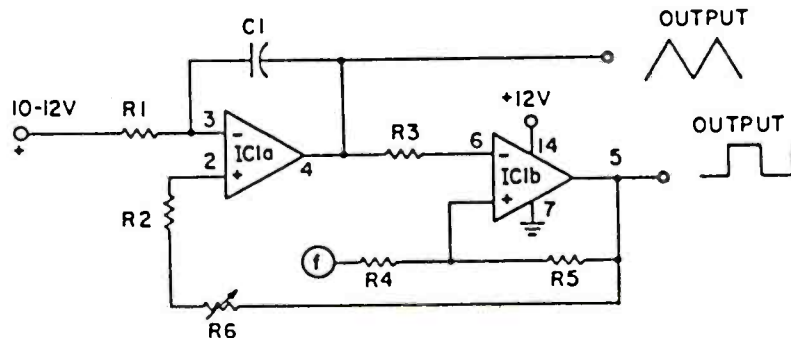 OUTPUT
C1
10-12V
+
R1
3
-
2
+
IC1a
4
R3
+12V
14
6
-
+
IC1b
7
5
OUTPUT
R2
f
R4
R5
R6